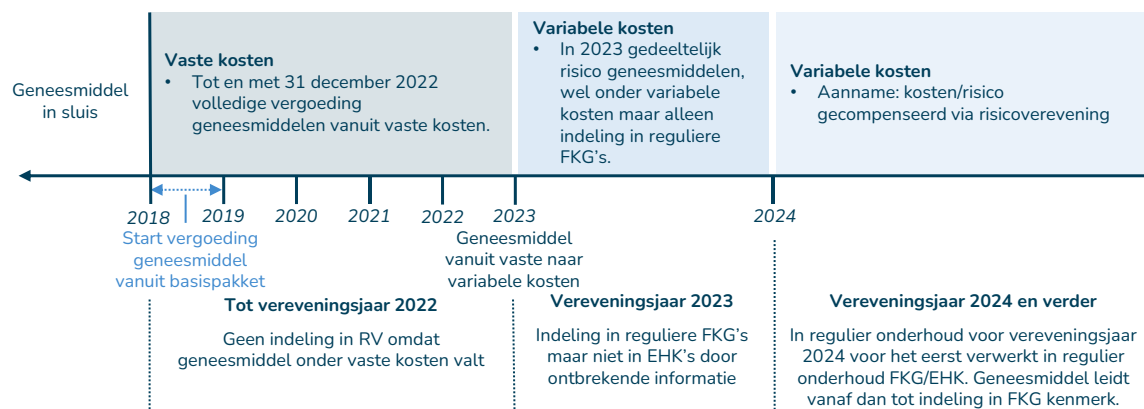 Geneesmiddel
in sluis
Vaste kosten
• Tot en met 31 december 2022
volledige vergoeding
geneesmiddelen vanuit vaste kosten.
Variabele kosten
• In 2023 gedeeltelijk
risico geneesmiddelen,
wel onder variabele
kosten maar alleen
indeling in reguliere
FKG’s.
Variabele kosten
• Aanname: kosten/risico
gecompenseerd via risicoverevening
2018 2019 2020 2021 2022 2023 2024
Start vergoeding
geneesmiddel
vanuit basispakket
Geneesmiddel
vanuit vaste naar
variabele kosten
Tot vereveningsjaar 2022
Geen indeling in RV omdat
geneesmiddel onder vaste kosten valt
Vereveningsjaar 2023
Indeling in reguliere FKG’s
maar niet in EHK’s door
ontbrekende informatie
Vereveningsjaar 2024 en verder
In regulier onderhoud voor vereveningsjaar
2024 voor het eerst verwerkt in regulier
onderhoud FKG/EHK. Geneesmiddel leidt
vanaf dan tot indeling in FKG kenmerk.